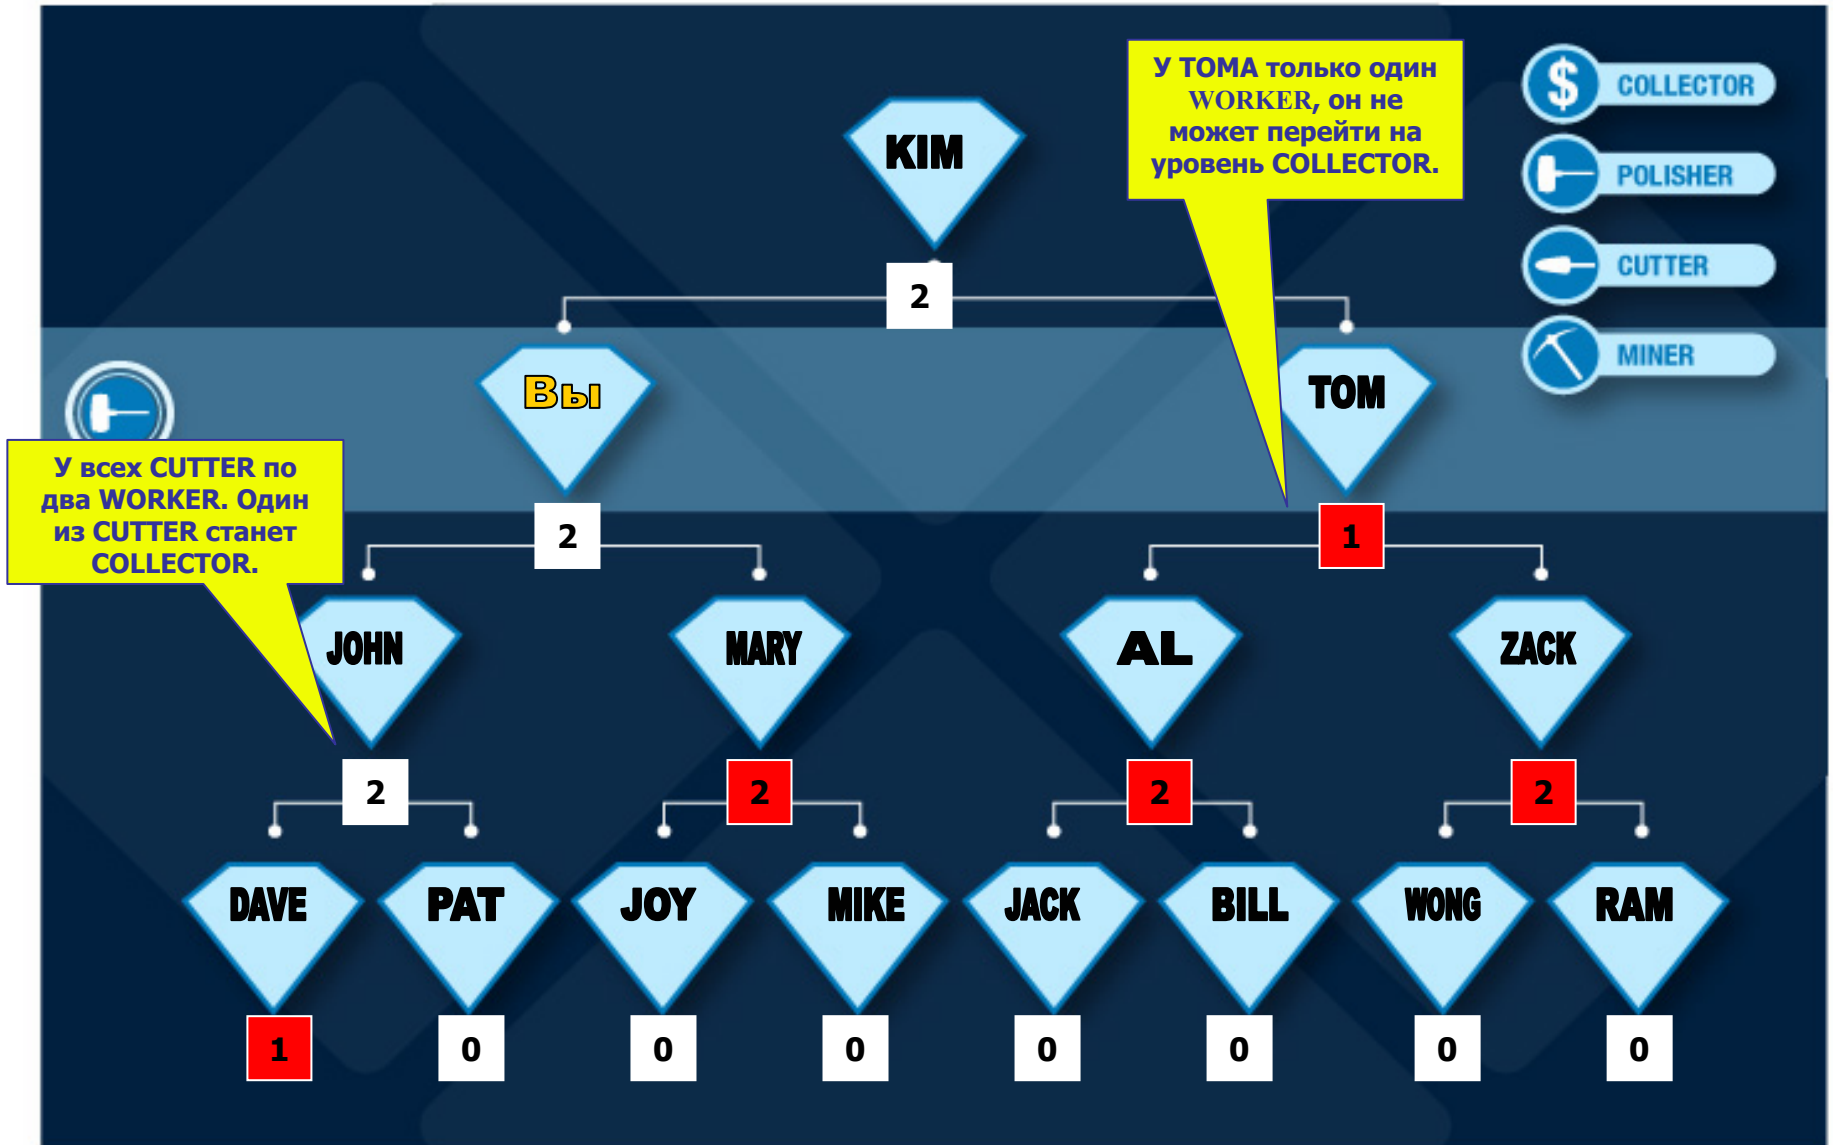 У ТОМА только один
WORKER, он не
может перейти на
уровень COLLECTOR.
COLLECTOR
POLISHER
CUTTER
MINER
KIM
2
Вы
TOM
У всех CUTTER по
два WORKER. Один
из CUTTER станет
COLLECTOR.
2
1
JOHN
MARY
AL
ZACK
2
2
2
2
DAVE
PAT
JOY
MIKE
JACK
BILL
WONG
RAM
1
0
0
0
0
0
0
0